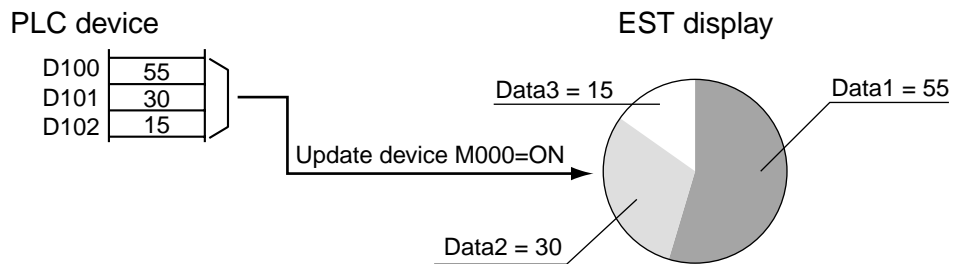 PLC device
EST display
D100 55
D101 30
D102 15
Data3 = 15
Data1 = 55
Update device M000=ON
Data2 = 30